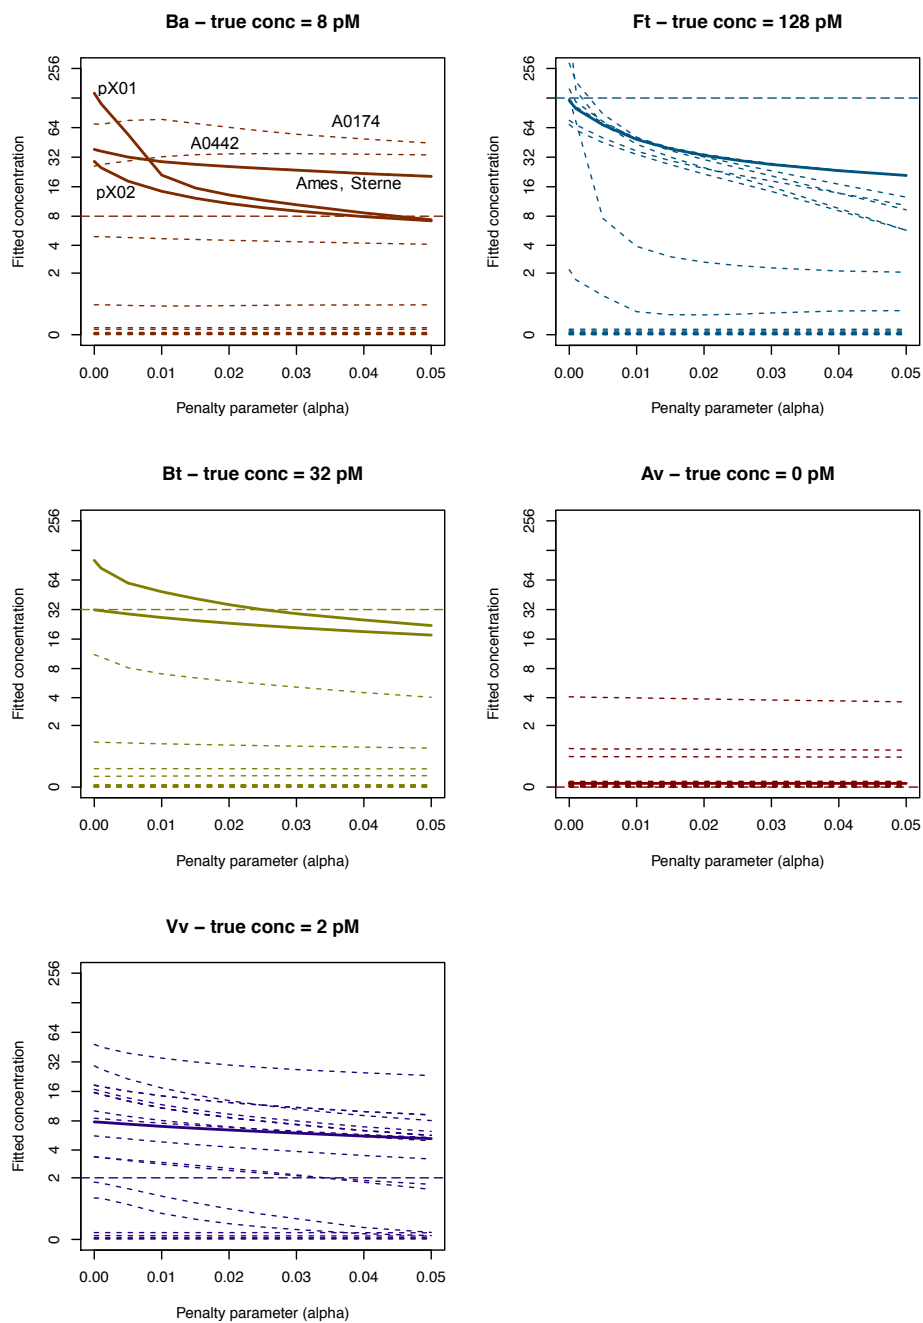 Ba – true conc = 8 pM
Fitted concentration
256
64
32
16
8
4
2
0
pX01
A0174
A0442
pX02
Ames, Sterne
0.00 0.01 0.02 0.03 0.04 0.05
Penalty parameter (alpha)
Ft – true conc = 128 pM
Fitted concentration
256
64
32
16
8
4
2
0
0.00 0.01 0.02 0.03 0.04 0.05
Penalty parameter (alpha)
Bt – true conc = 32 pM
Fitted concentration
256
64
32
16
8
4
2
0
0.00 0.01 0.02 0.03 0.04 0.05
Penalty parameter (alpha)
Av – true conc = 0 pM
Fitted concentration
256
64
32
16
8
4
2
0
0.00 0.01 0.02 0.03 0.04 0.05
Penalty parameter (alpha)
Vv – true conc = 2 pM
Fitted concentration
256
64
32
16
8
4
2
0
0.00 0.01 0.02 0.03 0.04 0.05
Penalty parameter (alpha)